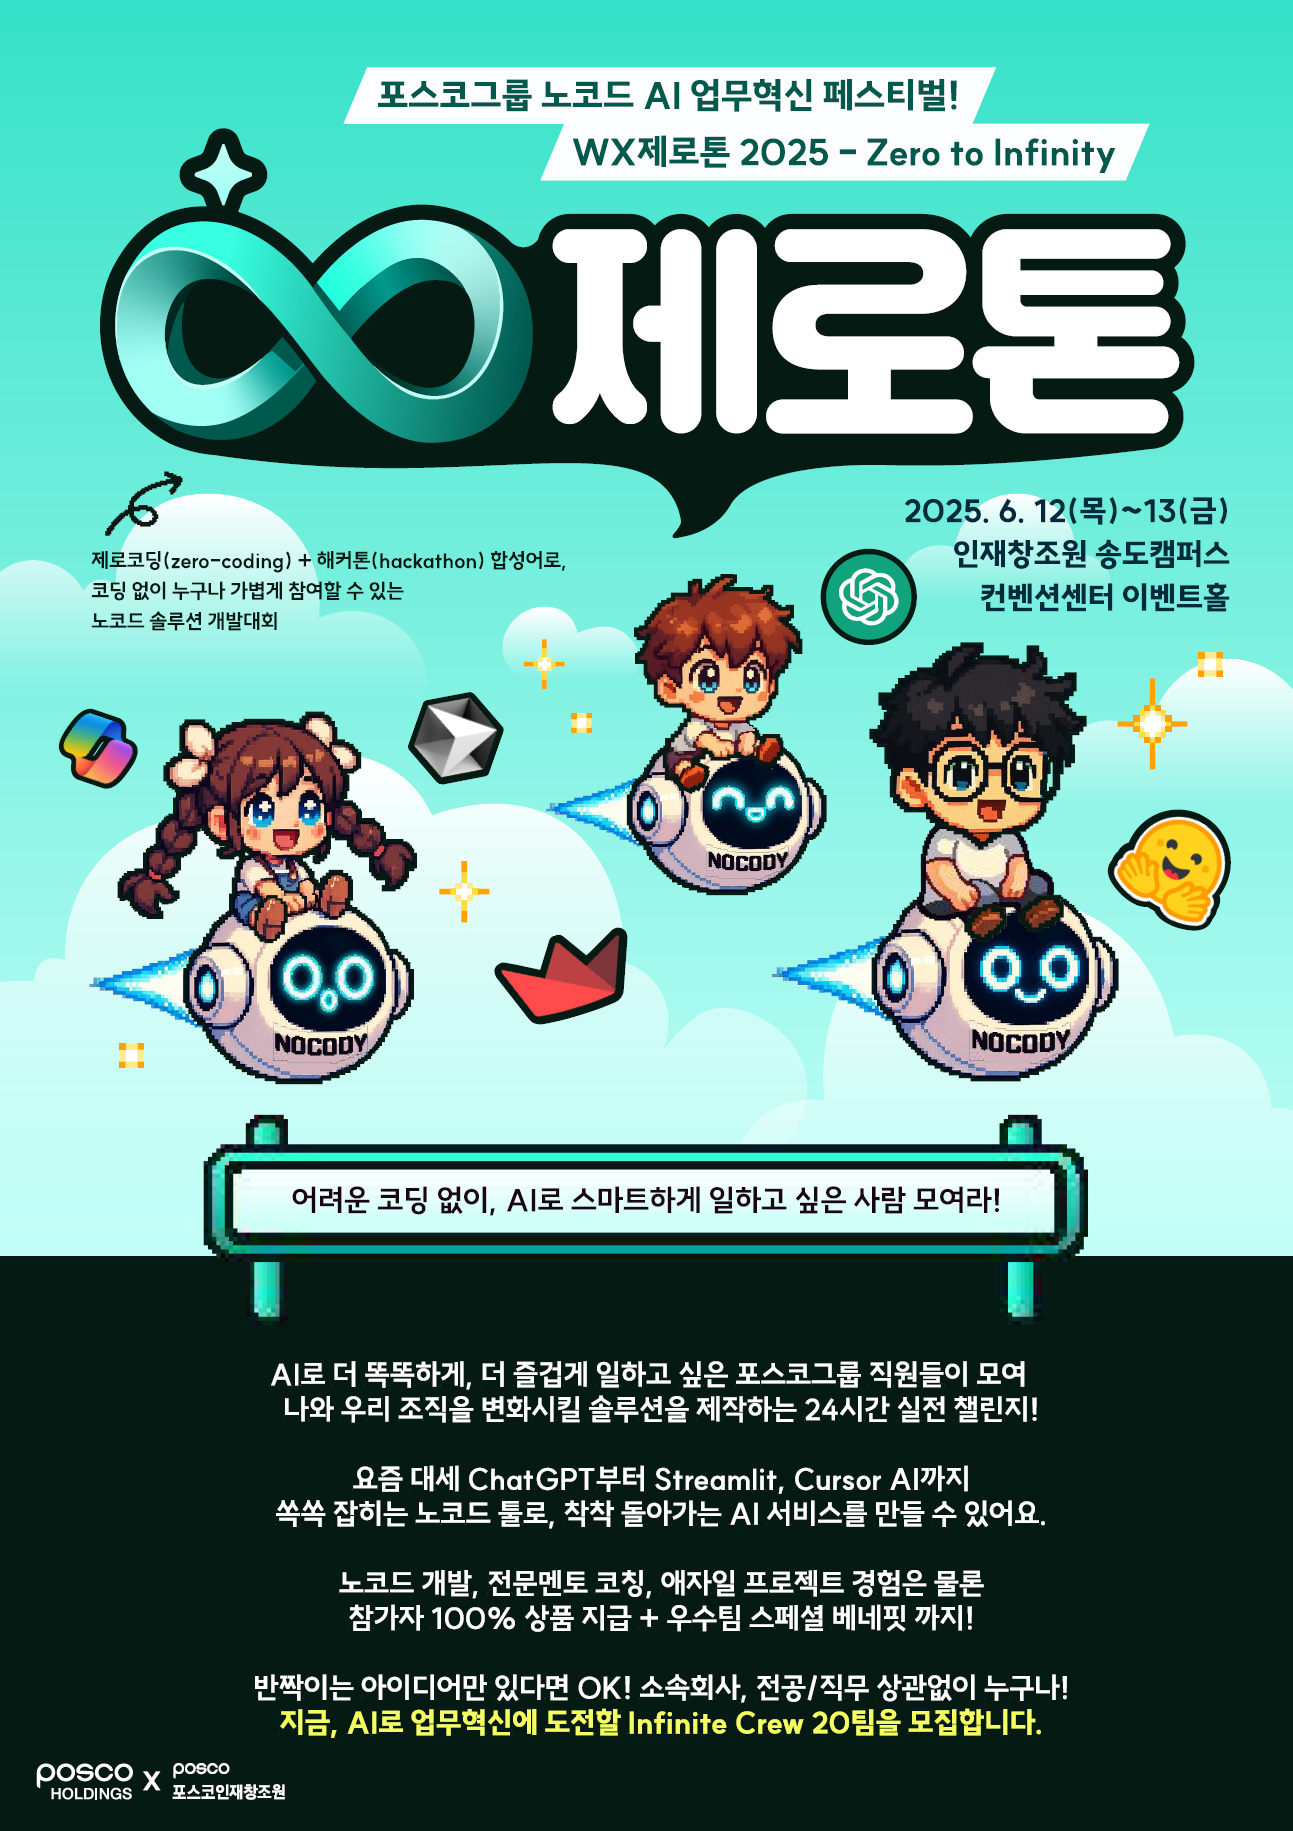 포스코그룹 노코드 AI 업무혁신 페스티벌!
WX제로톤 2025 - Zero to Infinity
제로톤
제로코딩(zero-coding) + 해커톤(hackathon) 합성어로,
코딩 없이 누구나 가볍게 참여할 수 있는
노코드 솔루션 개발대회
2025. 6. 12(목)~13(금)
인재창조원 송도캠퍼스
컨벤션센터 이벤트홀
NOCODY
NOCODY
NOCODY
어려운 코딩 없이, AI로 스마트하게 일하고 싶은 사람 모여라!
AI로 더 똑똑하게, 더 즐겁게 일하고 싶은 포스코그룹 직원들이 모여
나와 우리 조직을 변화시킬 솔루션을 제작하는 24시간 실전 챌린지!
요즘 대세 ChatGPT부터 Streamlit, Cursor AI까지
쏙쏙 잡히는 노코드 툴로, 착착 돌아가는 AI 서비스를 만들 수 있어요.
노코드 개발, 전문멘토 코칭, 애자일 프로젝트 경험은 물론
참가자 100% 상품 지급 + 우수팀 스페셜 베네핏 까지!
반짝이는 아이디어만 있다면 OK! 소속회사, 전공/직무 상관없이 누구나!
지금, AI로 업무혁신에 도전할 Infinite Crew 20팀을 모집합니다.
posco HOLDINGS X posco 포스코인재창조원